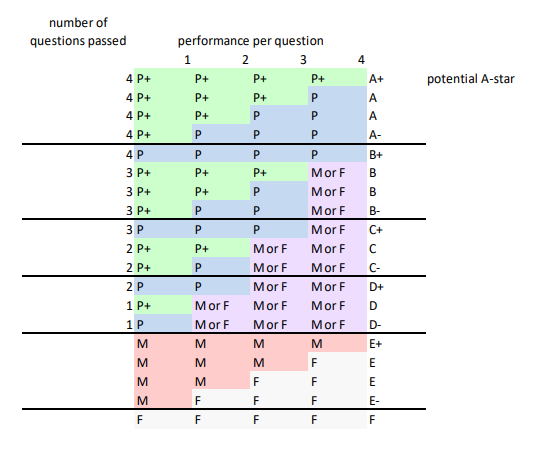 number of
questions passed performance per question
1 2 3 4
4 P+ P+ P+ P+ A+ potential A-star
4 P+ P+ P+ P A
4 P+ P+ P P A
4 P+ P P P A-
4 P P P P B+
3 P+ P+ P+ M or F B
3 P+ P+ P M or F B
3 P+ P P M or F B-
3 P P P M or F C+
2 P+ P+ M or F M or F C
2 P+ P M or F M or F C-
2 P P M or F M or F D+
1 P+ M or F M or F M or F D
1 P M or F M or F M or F D-
M M M M E+
M M M F E
M M F F E
M F F F E-
F F F F F